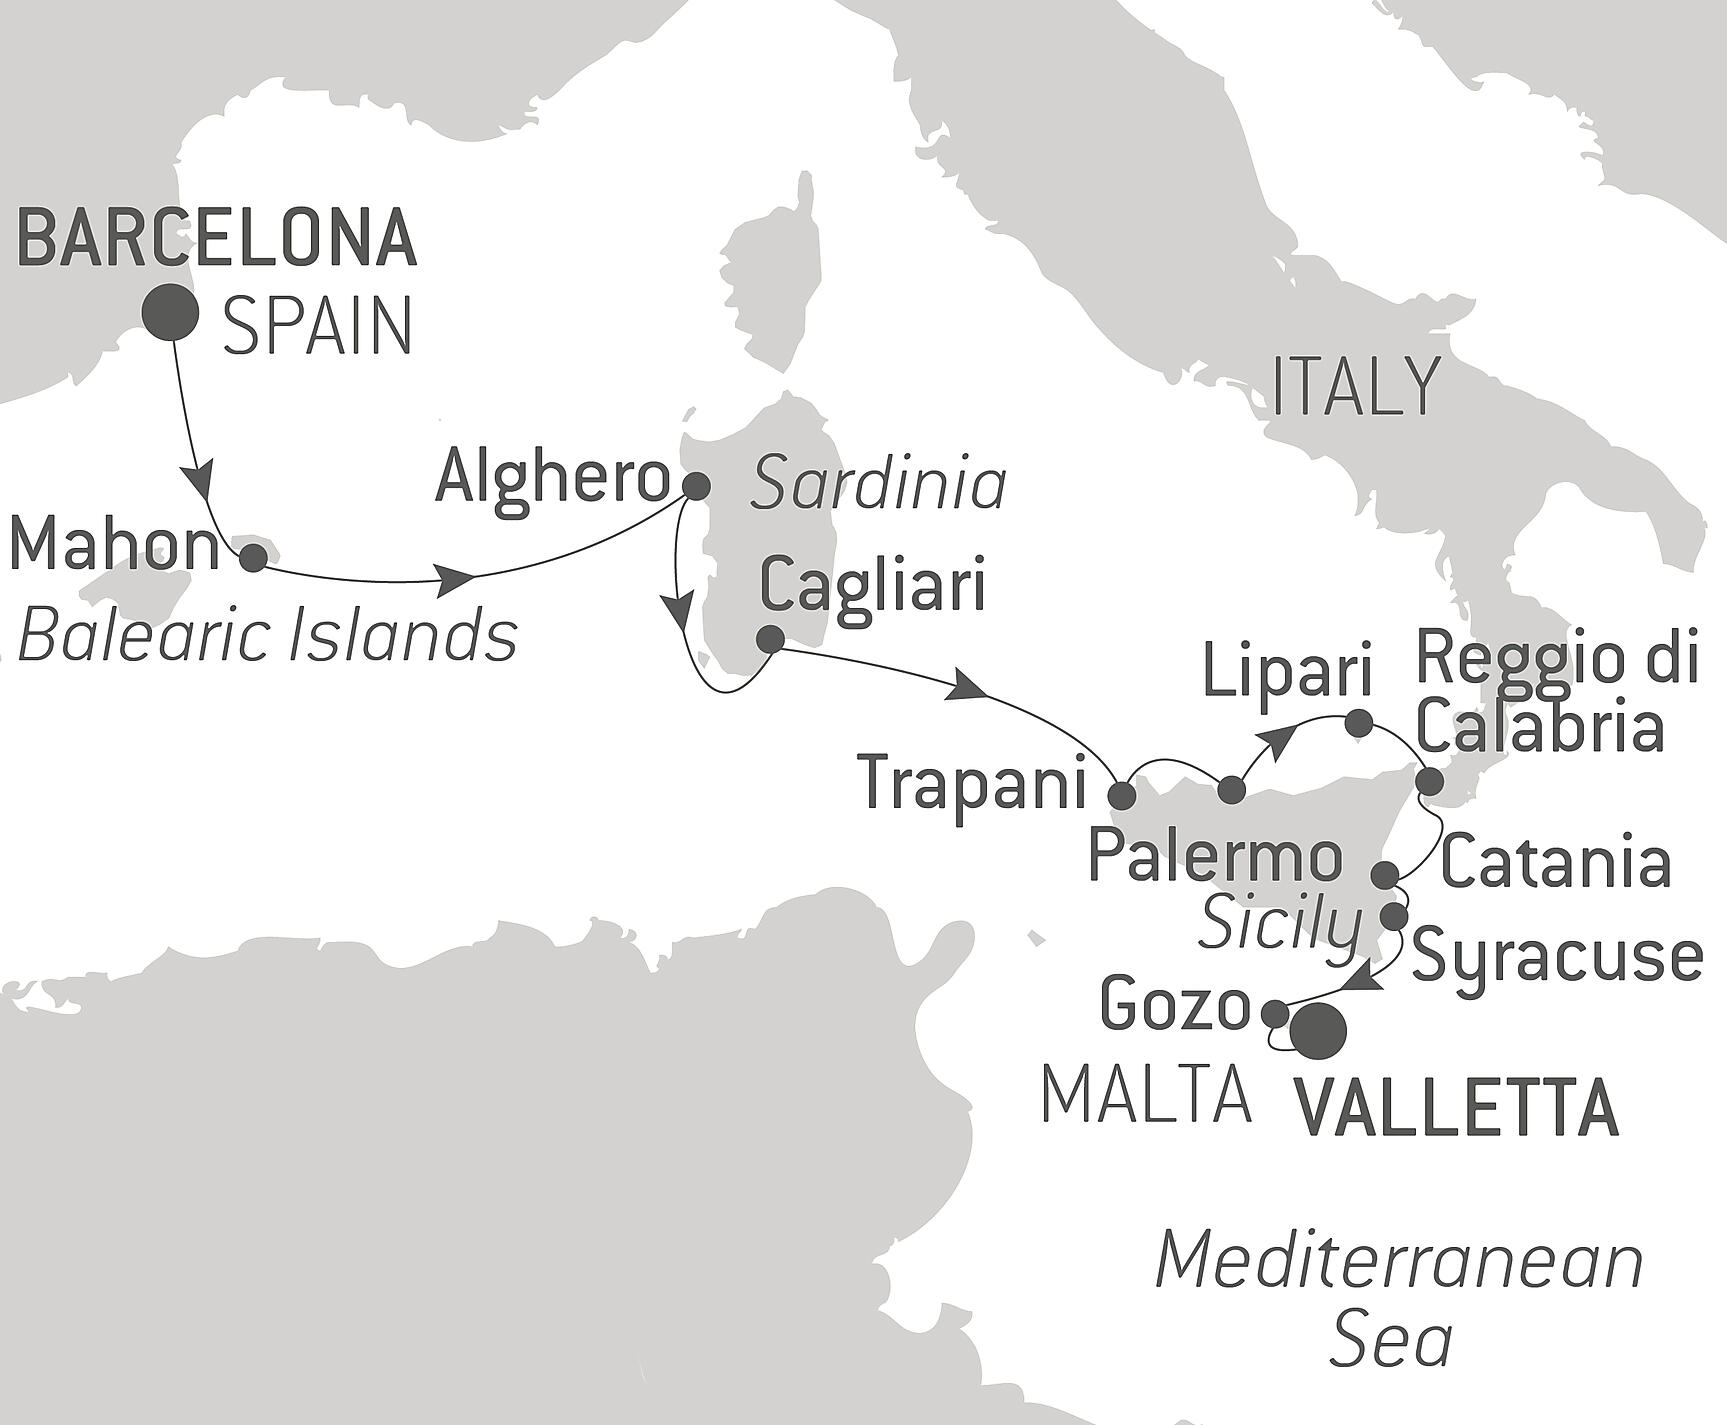 BARCELONA
SPAIN
ITALY
Alghero
Sardinia
Mahon
Cagliari
Balearic Islands
Lipari
Reggio di
Calabria
Trapani
Palermo
Catania
Sicily
Syracuse
Gozo
MALTA
VALLETTA
Mediterranean
Sea